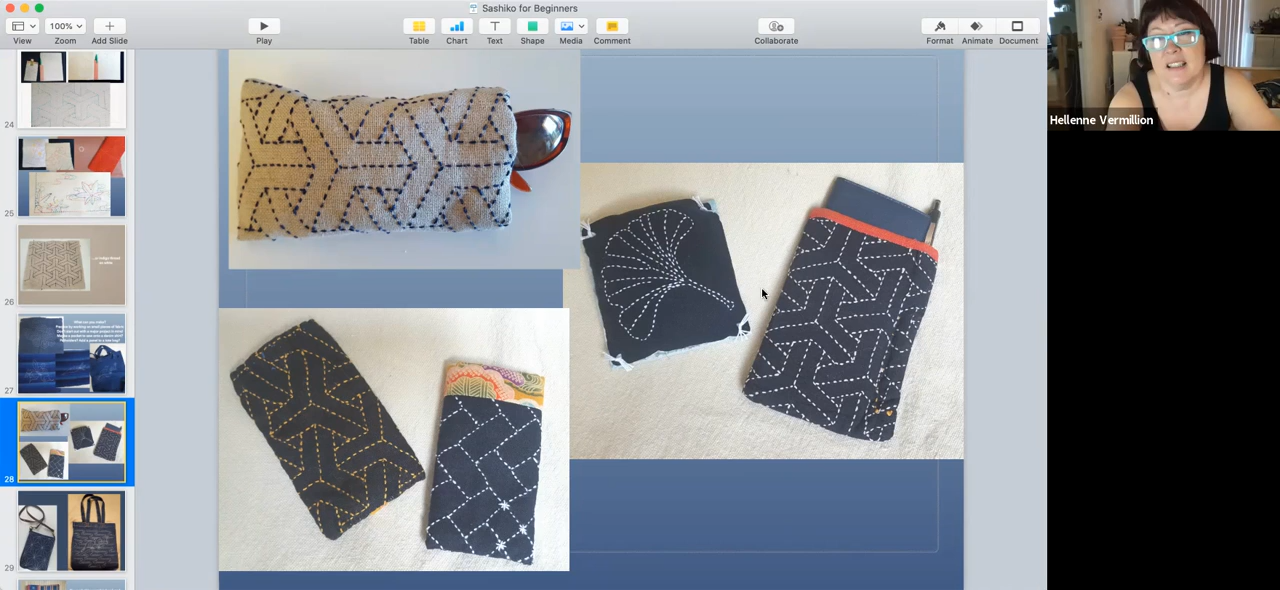 Sashiko for Beginners
View
100%
Zoom
Add Slide
Play
Table
Chart
Text
Shape
Media
Comment
Collaborate
Format
Animate
Document
Hellenne Vermillion
24
25
26
27
28
29